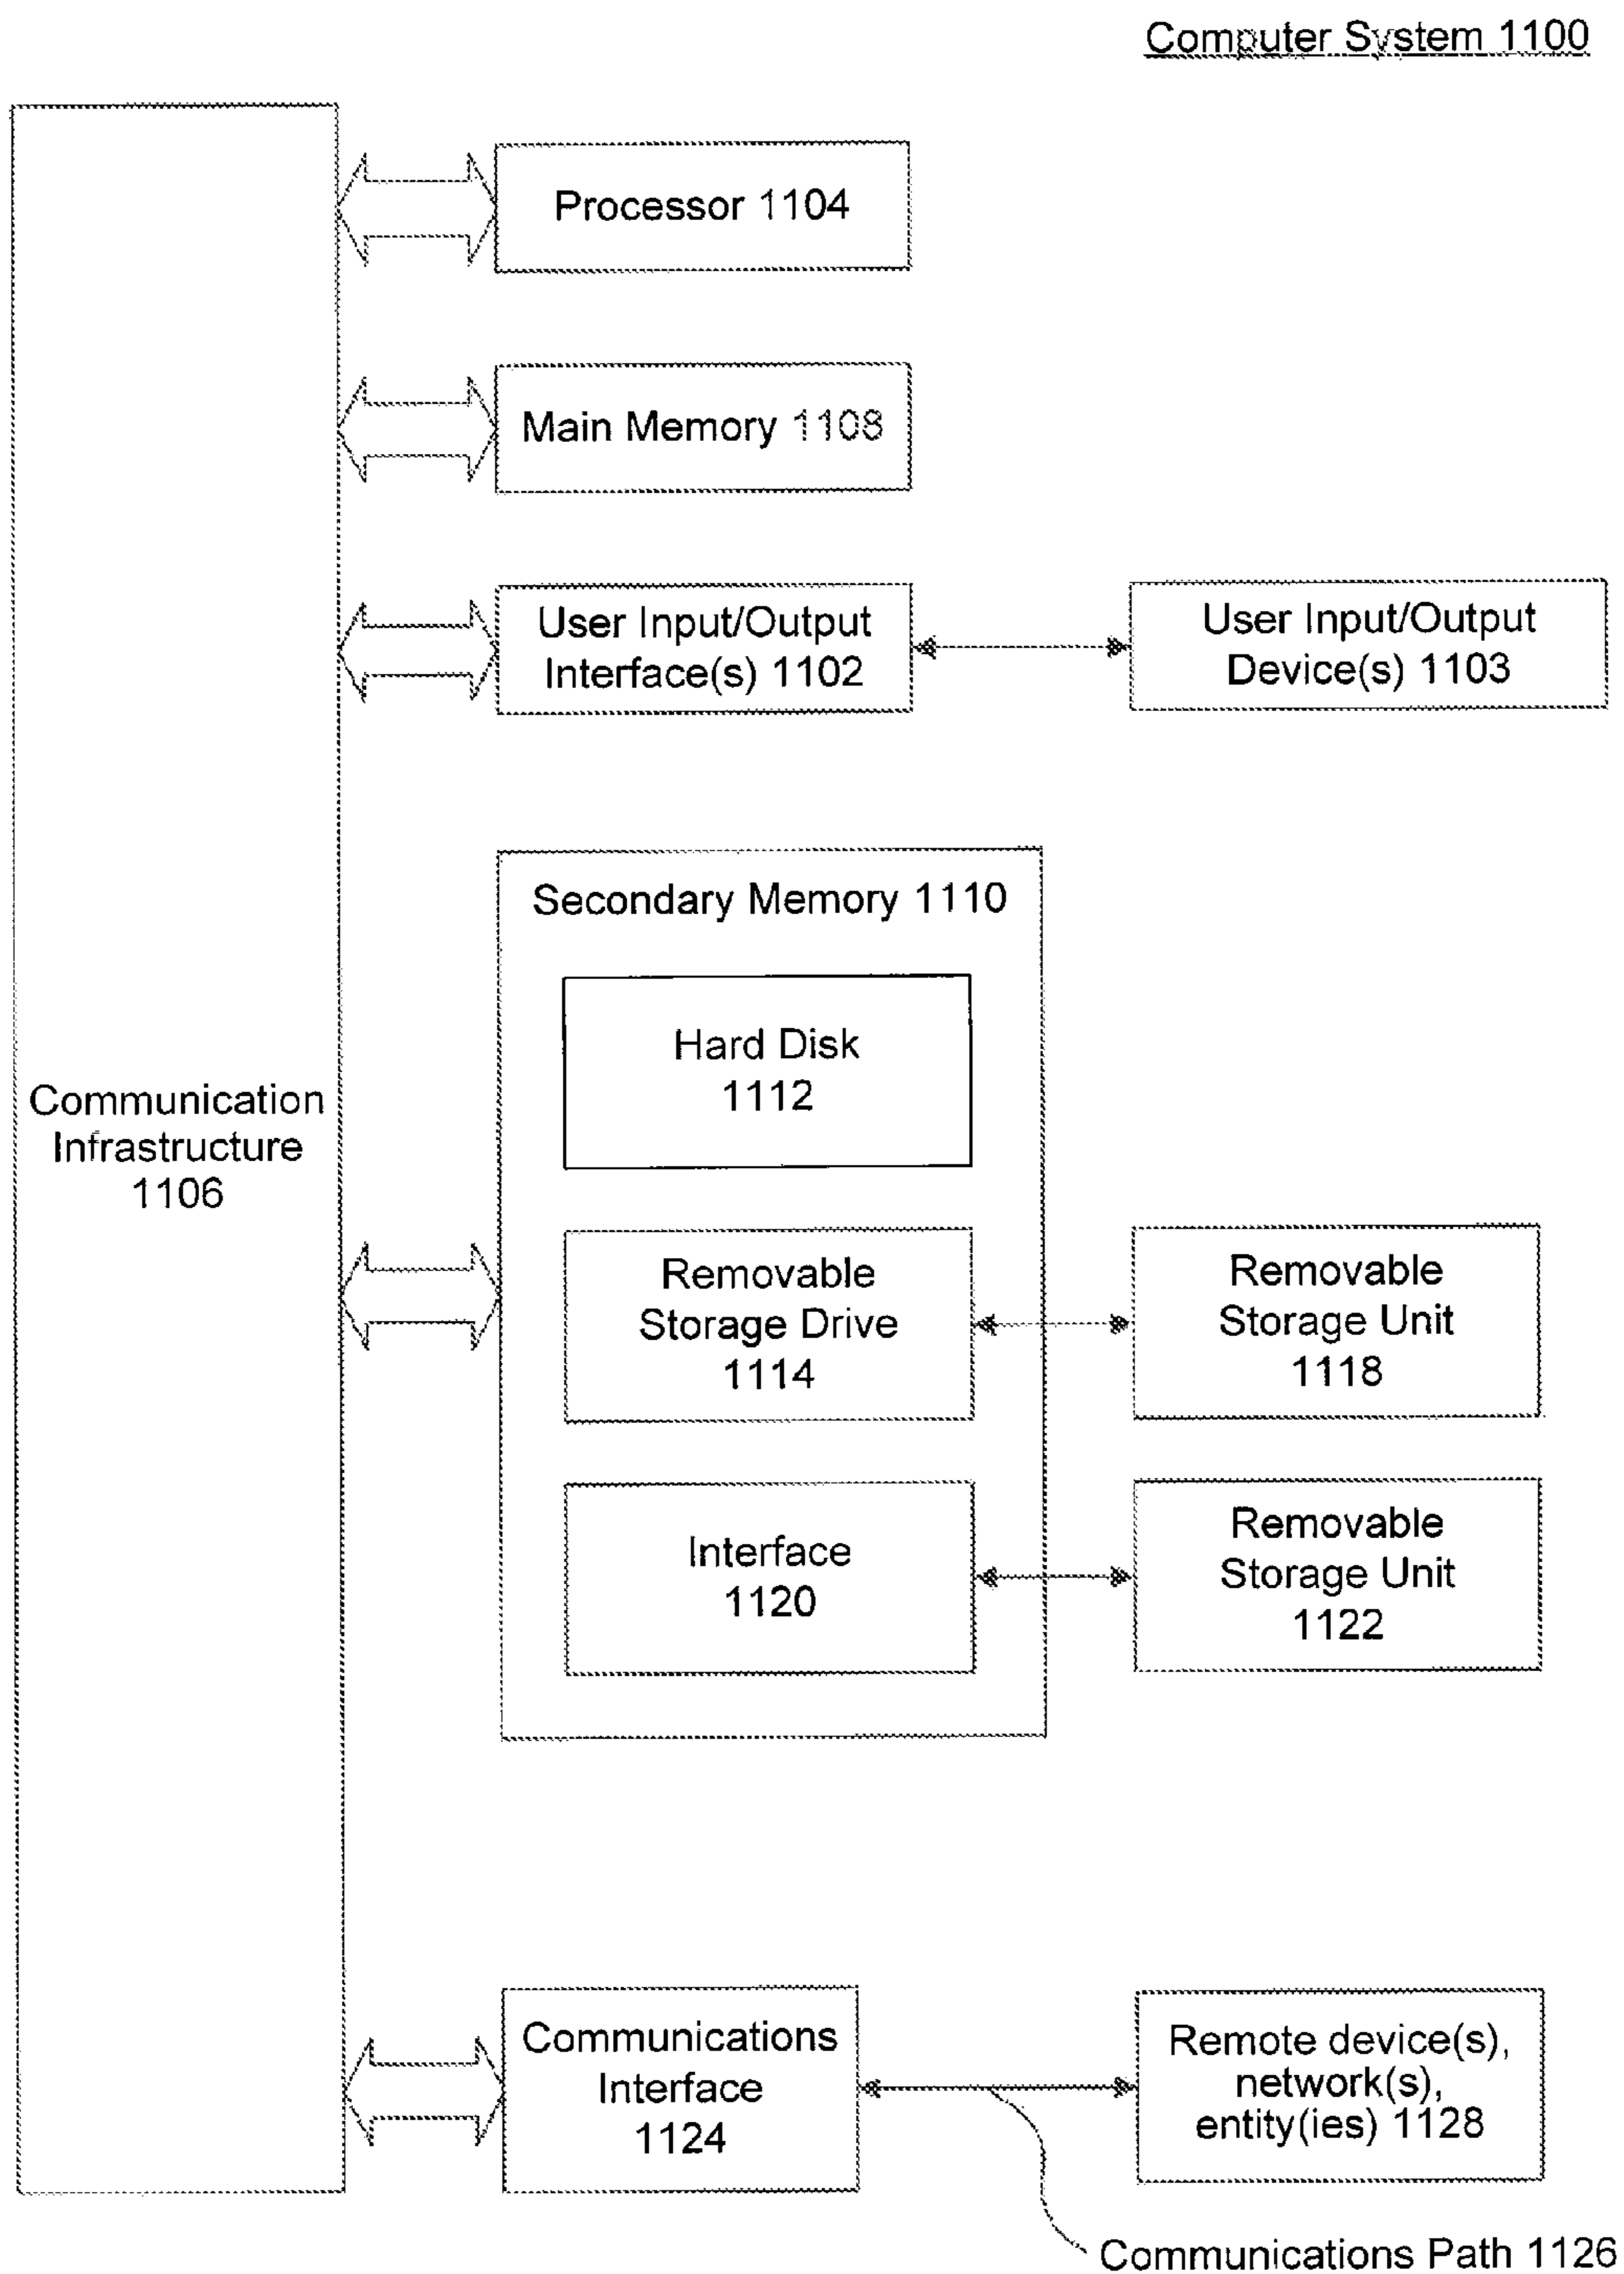 Computer System 1100
Processor 1104
Main Memory 1108
User Input/Output
Interface(s) 1102
User Input/Output
Device(s) 1103
Secondary Memory 1110
Hard Disk
1112
Communication
Infrastructure
1106
Removable
Storage Drive
1114
Removable
Storage Unit
1118
Interface
1120
Removable
Storage Unit
1122
Communications
Interface
1124
Remote device(s),
network(s),
entity(ies) 1128
Communications Path 1126